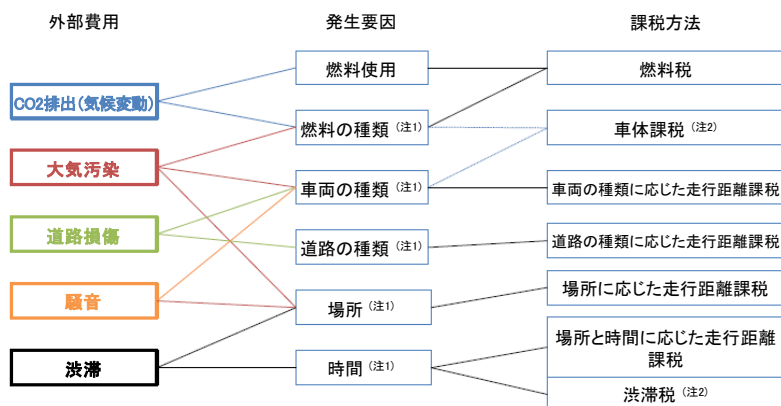 外部費用
発生要因
課税方法
CO2排出(気候変動)
大気汚染
道路損傷
騒音
渋滞
燃料使用
燃料の種類 (注1)
車両の種類 (注1)
道路の種類 (注1)
場所 (注1)
時間 (注1)
燃料税
車体課税 (注2)
車両の種類に応じた走行距離課税
道路の種類に応じた走行距離課税
場所に応じた走行距離課税
場所と時間に応じた走行距離
課税
渋滞税 (注2)